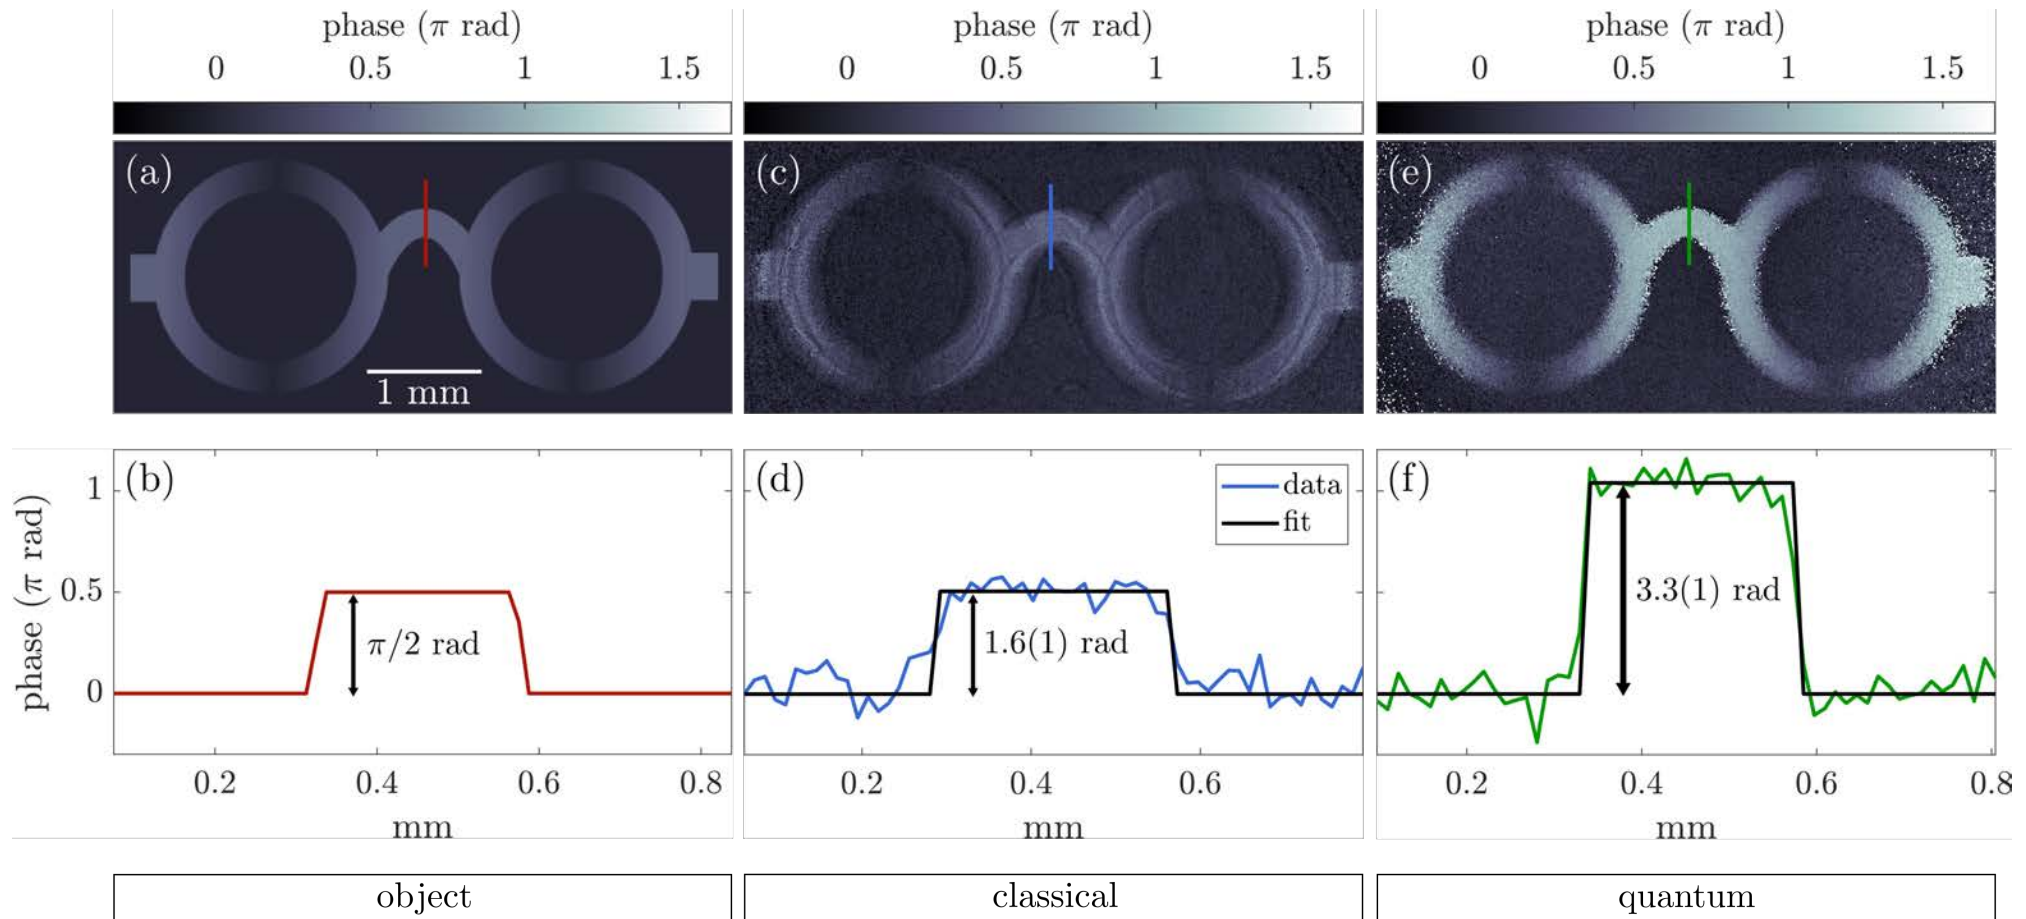 phase (π rad)
0 0.5 1 1.5
phase (π rad)
0 0.5 1 1.5
phase (π rad)
0 0.5 1 1.5
(a)
1 mm
(c)
(e)
phase (π rad)
1
0.5
0
(b)
π/2 rad
0.2 0.4 0.6 0.8
mm
(d)
data
fit
1.6(1) rad
0.2 0.4 0.6
mm
(f)
3.3(1) rad
0.2 0.4 0.6 0.8
mm
object
classical
quantum